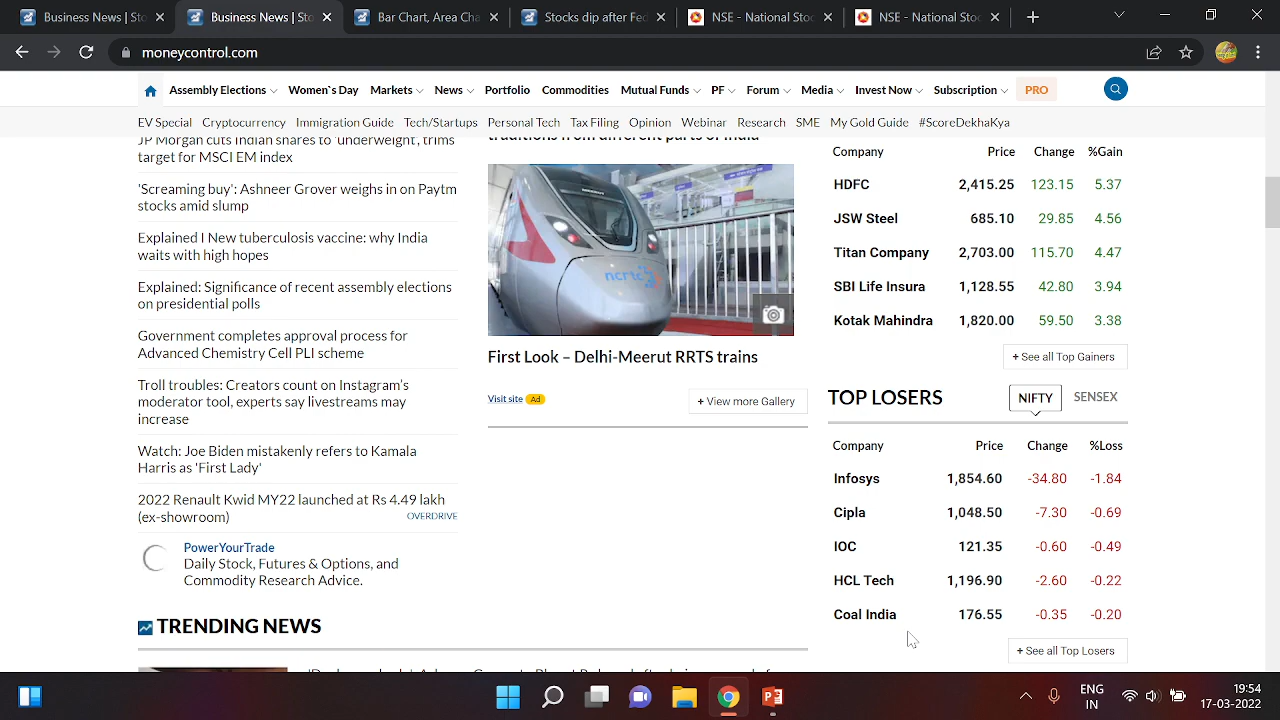 Business News | Sto
Business News | Sto
Bar Chart, Area Cha
Stocks dip after Fed
NSE - National Stoc
NSE - National Stoc
moneycontrol.com
Assembly Elections Women`s Day Markets News Portfolio Commodities Mutual Funds PF Forum Media Invest Now Subscription PRO
EV Special Cryptocurrency Immigration Guide Tech/Startups Personal Tech Tax Filing Opinion Webinar Research SME My Gold Guide #ScoreDekhaKya
JP Morgan cuts Indian shares to 'underweight', trims
target for MSCI EM index
'Screaming buy': Ashneer Grover weighs in on Paytm
stocks amid slump
Explained I New tuberculosis vaccine: why India
waits with high hopes
Explained: Significance of recent assembly elections
on presidential polls
Government completes approval process for
Advanced Chemistry Cell PLI scheme
Troll troubles: Creators count on Instagram's
moderator tool, experts say livestreams may
increase
Watch: Joe Biden mistakenly refers to Kamala
Harris as 'First Lady'
2022 Renault Kwid MY22 launched at Rs 4.49 lakh
(ex-showroom)
OVERDRIVE
PowerYourTrade
Daily Stock, Futures & Options, and
Commodity Research Advice.
TRENDING NEWS
traditions from different parts of India
ncrtc
First Look – Delhi-Meerut RRTS trains
Visit site Ad
+ View more Gallery
Company Price Change %Gain
HDFC 2,415.25 123.15 5.37
JSW Steel 685.10 29.85 4.56
Titan Company 2,703.00 115.70 4.47
SBI Life Insura 1,128.55 42.80 3.94
Kotak Mahindra 1,820.00 59.50 3.38
+ See all Top Gainers
TOP LOSERS NIFTY SENSEX
Company Price Change %Loss
Infosys 1,854.60 -34.80 -1.84
Cipla 1,048.50 -7.30 -0.69
IOC 121.35 -0.60 -0.49
HCL Tech 1,196.90 -2.60 -0.22
Coal India 176.55 -0.35 -0.20
+ See all Top Losers
ENG
IN
19:54
17-03-2022